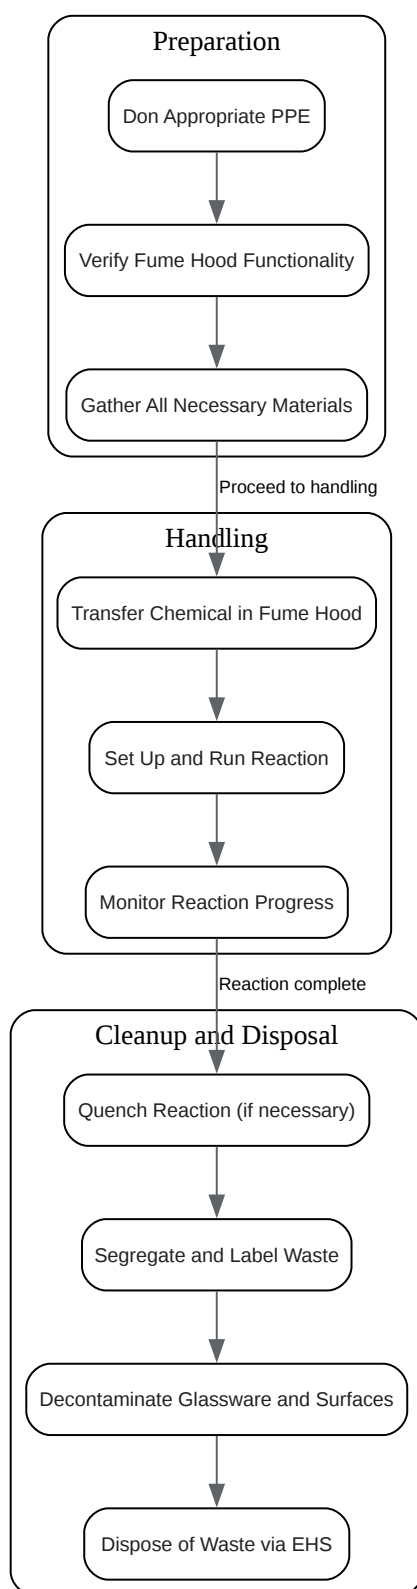 Preparation
Don Appropriate PPE
Verify Fume Hood Functionality
Gather All Necessary Materials
Proceed to handling
Handling
Transfer Chemical in Fume Hood
Set Up and Run Reaction
Monitor Reaction Progress
Reaction complete
Cleanup and Disposal
Quench Reaction (if necessary)
Segregate and Label Waste
Decontaminate Glassware and Surfaces
Dispose of Waste via EHS